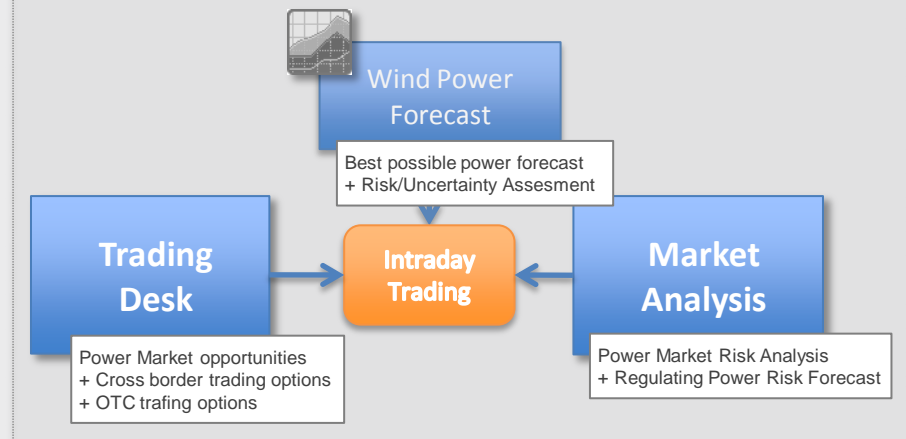 Wind Power
Forecast
Best possible power forecast
+ Risk/Uncertainty Assesment
Trading
Desk
Intraday
Trading
Market
Analysis
Power Market opportunities
+ Cross border trading options
+ OTC trafing options
Power Market Risk Analysis
+ Regulating Power Risk Forecast